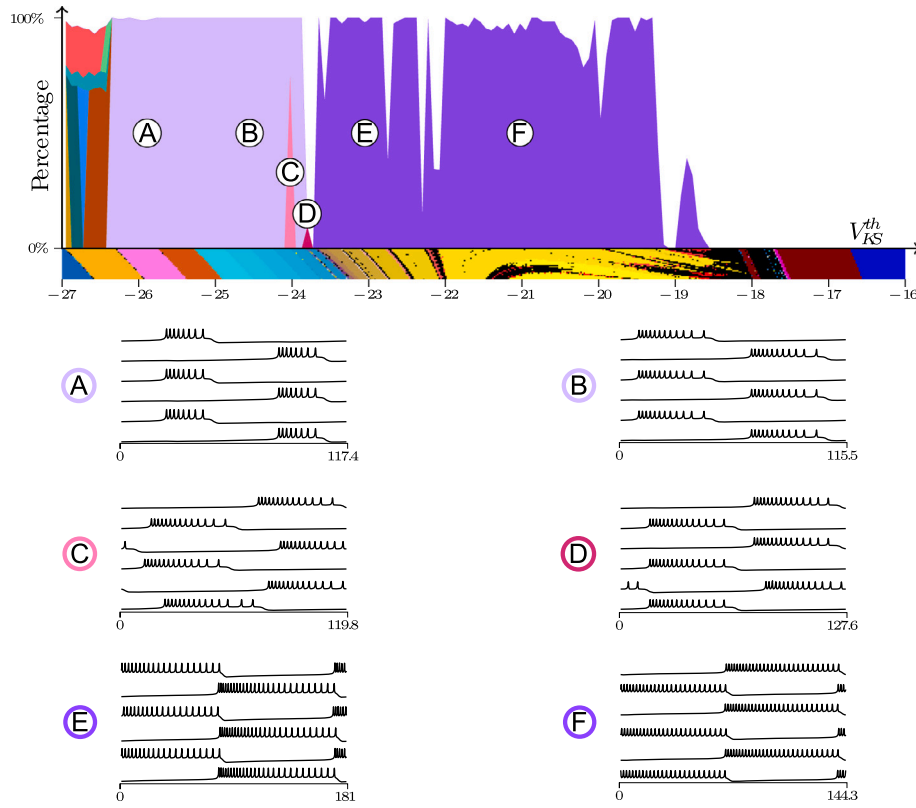 100%
Percentage
A
B
E
F
C
D
0%
V_{KS}^{th}
−27 −26 −25 −24 −23 −22 −21 −20 −19 −18 −17 −16
A
0 117.4
B
0 115.5
C
0 119.8
D
0 127.6
E
0 181
F
0 144.3